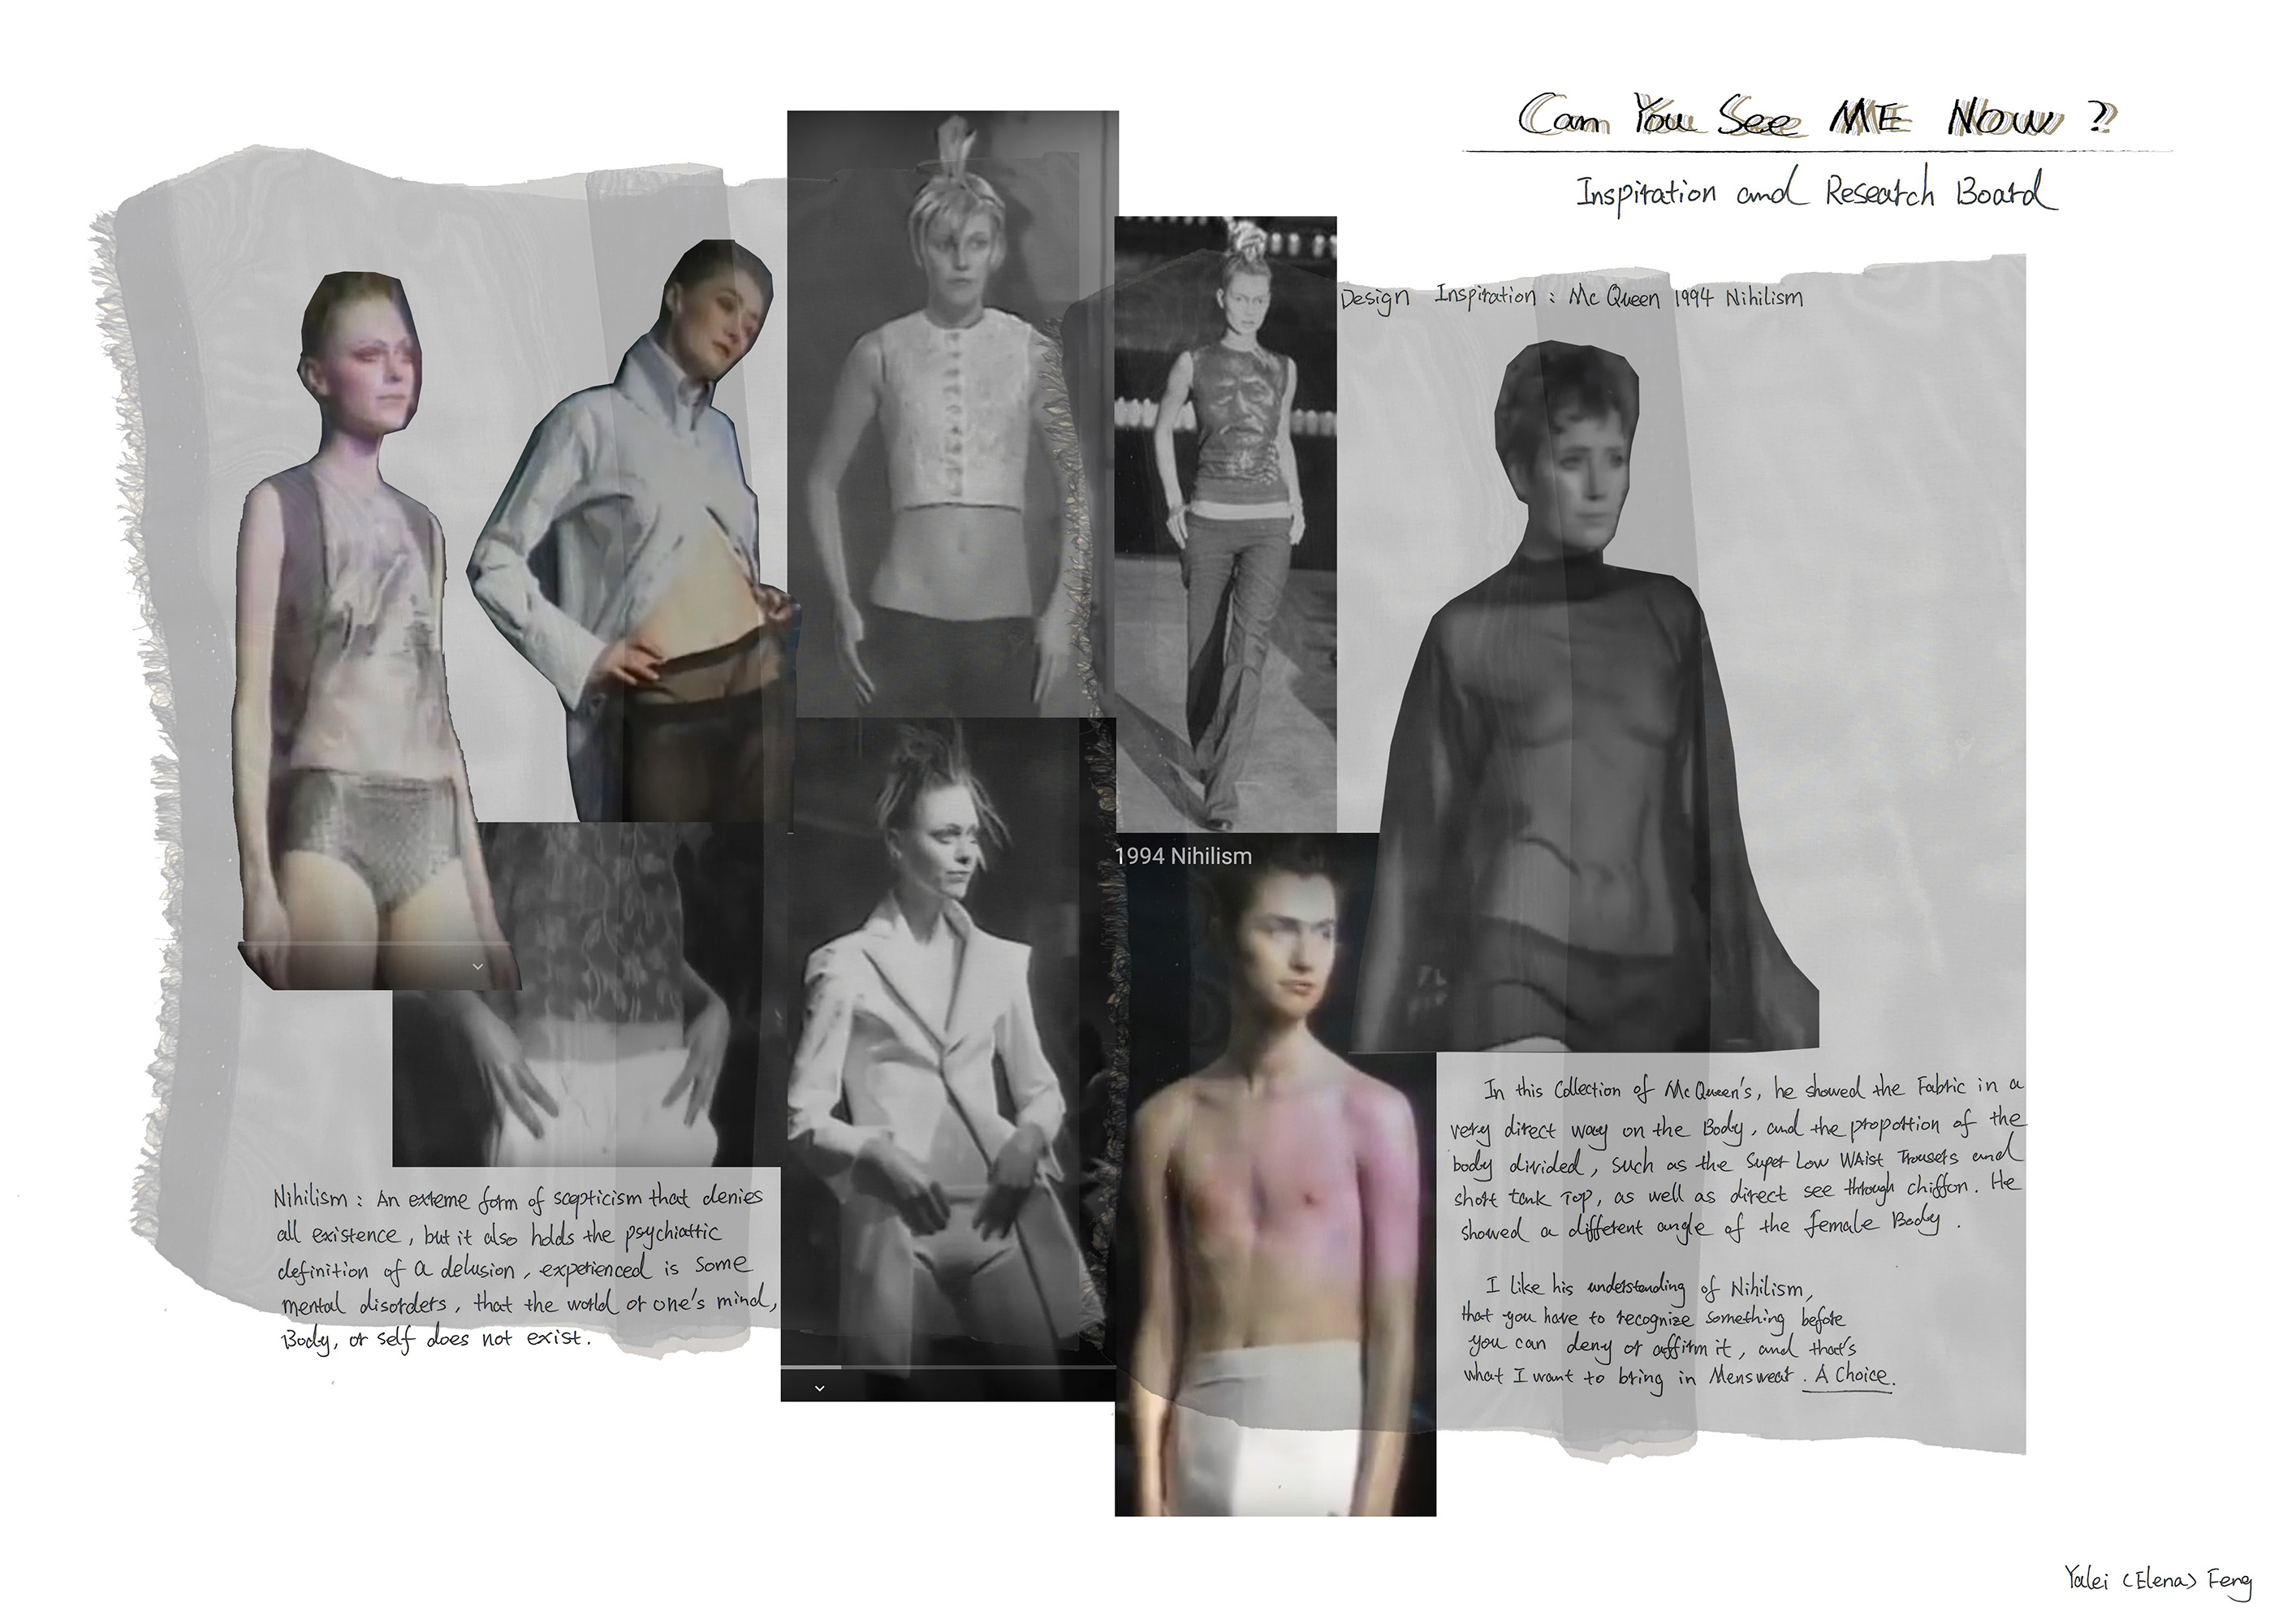 Can You See ME Now ?
Inspiration and Research Board
Design Inspiration : Mc Queen 1994 Nihilism
1994 Nihilism
Nihilism : An exteme form of scepticism that denies
all existence, but it also holds the psychiattic
definition of a delusion, experienced is some
mental disorders, that the world or one's mind,
Body, or self does not exist.
In this Collection of Mc Queen's, he showed the Fabric in a
very direct way on the Body, and the proportion of the
body divided, such as the Super Low WAist Trousers and
short tank Top, as well as direct see through chiffon. He
showed a different angle of the female Body.
I like his understanding of Nihilism,
that you have to recognize something before
you can deny or affirm it, and that's
what I want to bring in Menswear. A Choice.
Yalei (Elena) Feng